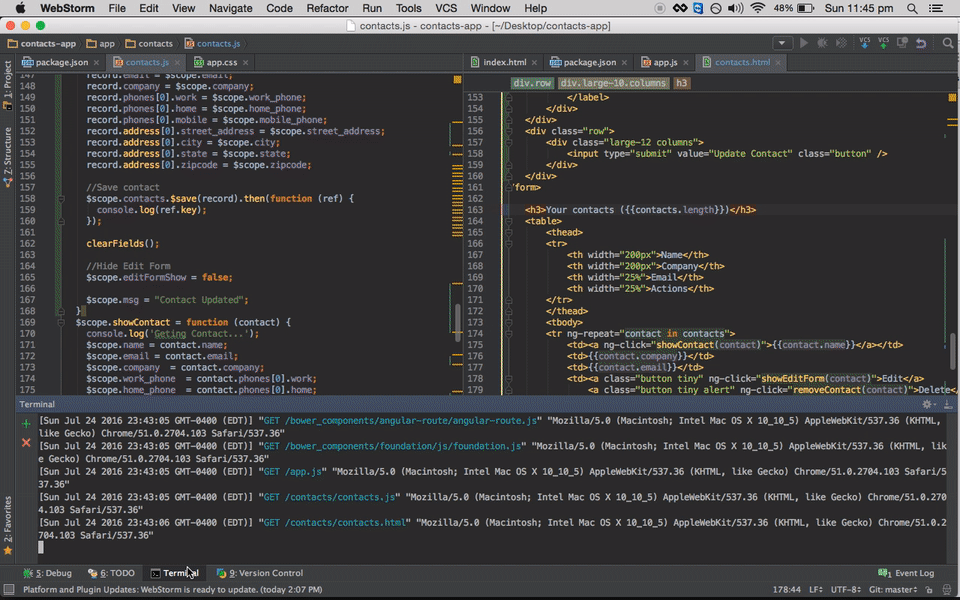 WebStorm File Edit View Navigate Code Refactor Run Tools VCS Window Help 48% Sun 11:45 pm
contacts.js - contacts-app - [~/Desktop/contacts-app]
contacts-app app contacts contacts.js
package.json contacts.js app.css index.html package.json app.js contacts.html
1: Project
Z: Structure
2: Favorites
147 record.email = $scope.email;
148 record.company = $scope.company;
149 record.phones[0].work = $scope.work_phone;
150 record.phones[0].home = $scope.home_phone;
151 record.phones[0].mobile = $scope.mobile_phone;
152 record.address[0].street_address = $scope.street_address;
153 record.address[0].city = $scope.city;
154 record.address[0].state = $scope.state;
155 record.address[0].zipcode = $scope.zipcode;
156
157 //Save contact
158 $scope.contacts.$save(record).then(function (ref) {
159 console.log(ref.key);
160 });
161
162 clearFields();
163
164 //Hide Edit Form
165 $scope.editFormShow = false;
166
167 $scope.msg = "Contact Updated";
168 }
169 $scope.showContact = function (contact) {
170 console.log('Geting Contact...');
171 $scope.name = contact.name;
172 $scope.email = contact.email;
173 $scope.company = contact.company;
174 $scope.work_phone = contact.phones[0].work;
175 $scope.home_phone = contact.phones[0].home;
div.row div.large-10.columns h3
153 </label>
154 </div>
155 </div>
156 <div class="row">
157 <div class="large-12 columns">
158 <input type="submit" value="Update Contact" class="button" />
159 </div>
160 </div>
161 /form>
162
163 <h3>Your contacts ({{contacts.length}})</h3>
164 <table>
165 <thead>
166 <tr>
167 <th width="200px">Name</th>
168 <th width="200px">Company</th>
169 <th width="25%">Email</th>
170 <th width="25%">Actions</th>
171 </tr>
172 </thead>
173 <tbody>
174 <tr ng-repeat="contact in contacts">
175 <td><a ng-click="showContact(contact)">{{contact.name}}</a></td>
176 <td>{{contact.company}}</td>
177 <td>{{contact.email}}</td>
178 <td><a class="button tiny" ng-click="showEditForm(contact)">Edit</a>
179 <a class="button tiny alert" ng-click="removeContact(contact)">Delete</
Terminal
[Sun Jul 24 2016 23:43:05 GMT-0400 (EDT)] "GET /bower_components/angular-route/angular-route.js" "Mozilla/5.0 (Macintosh; Intel Mac OS X 10_10_5) AppleWebKit/537.36 (KHTML,
like Gecko) Chrome/51.0.2704.103 Safari/537.36"
[Sun Jul 24 2016 23:43:05 GMT-0400 (EDT)] "GET /bower_components/foundation/js/foundation.js" "Mozilla/5.0 (Macintosh; Intel Mac OS X 10_10_5) AppleWebKit/537.36 (KHTML, lik
e Gecko) Chrome/51.0.2704.103 Safari/537.36"
[Sun Jul 24 2016 23:43:05 GMT-0400 (EDT)] "GET /app.js" "Mozilla/5.0 (Macintosh; Intel Mac OS X 10_10_5) AppleWebKit/537.36 (KHTML, like Gecko) Chrome/51.0.2704.103 Safari/5
37.36"
[Sun Jul 24 2016 23:43:05 GMT-0400 (EDT)] "GET /contacts/contacts.js" "Mozilla/5.0 (Macintosh; Intel Mac OS X 10_10_5) AppleWebKit/537.36 (KHTML, like Gecko) Chrome/51.0.270
4.103 Safari/537.36"
[Sun Jul 24 2016 23:43:06 GMT-0400 (EDT)] "GET /contacts/contacts.html" "Mozilla/5.0 (Macintosh; Intel Mac OS X 10_10_5) AppleWebKit/537.36 (KHTML, like Gecko) Chrome/51.0.2
704.103 Safari/537.36"
5: Debug 6: TODO Terminal 9: Version Control Event Log
Platform and Plugin Updates: WebStorm is ready to update. (today 2:07 PM) 178:44 LF UTF-8 Git: master